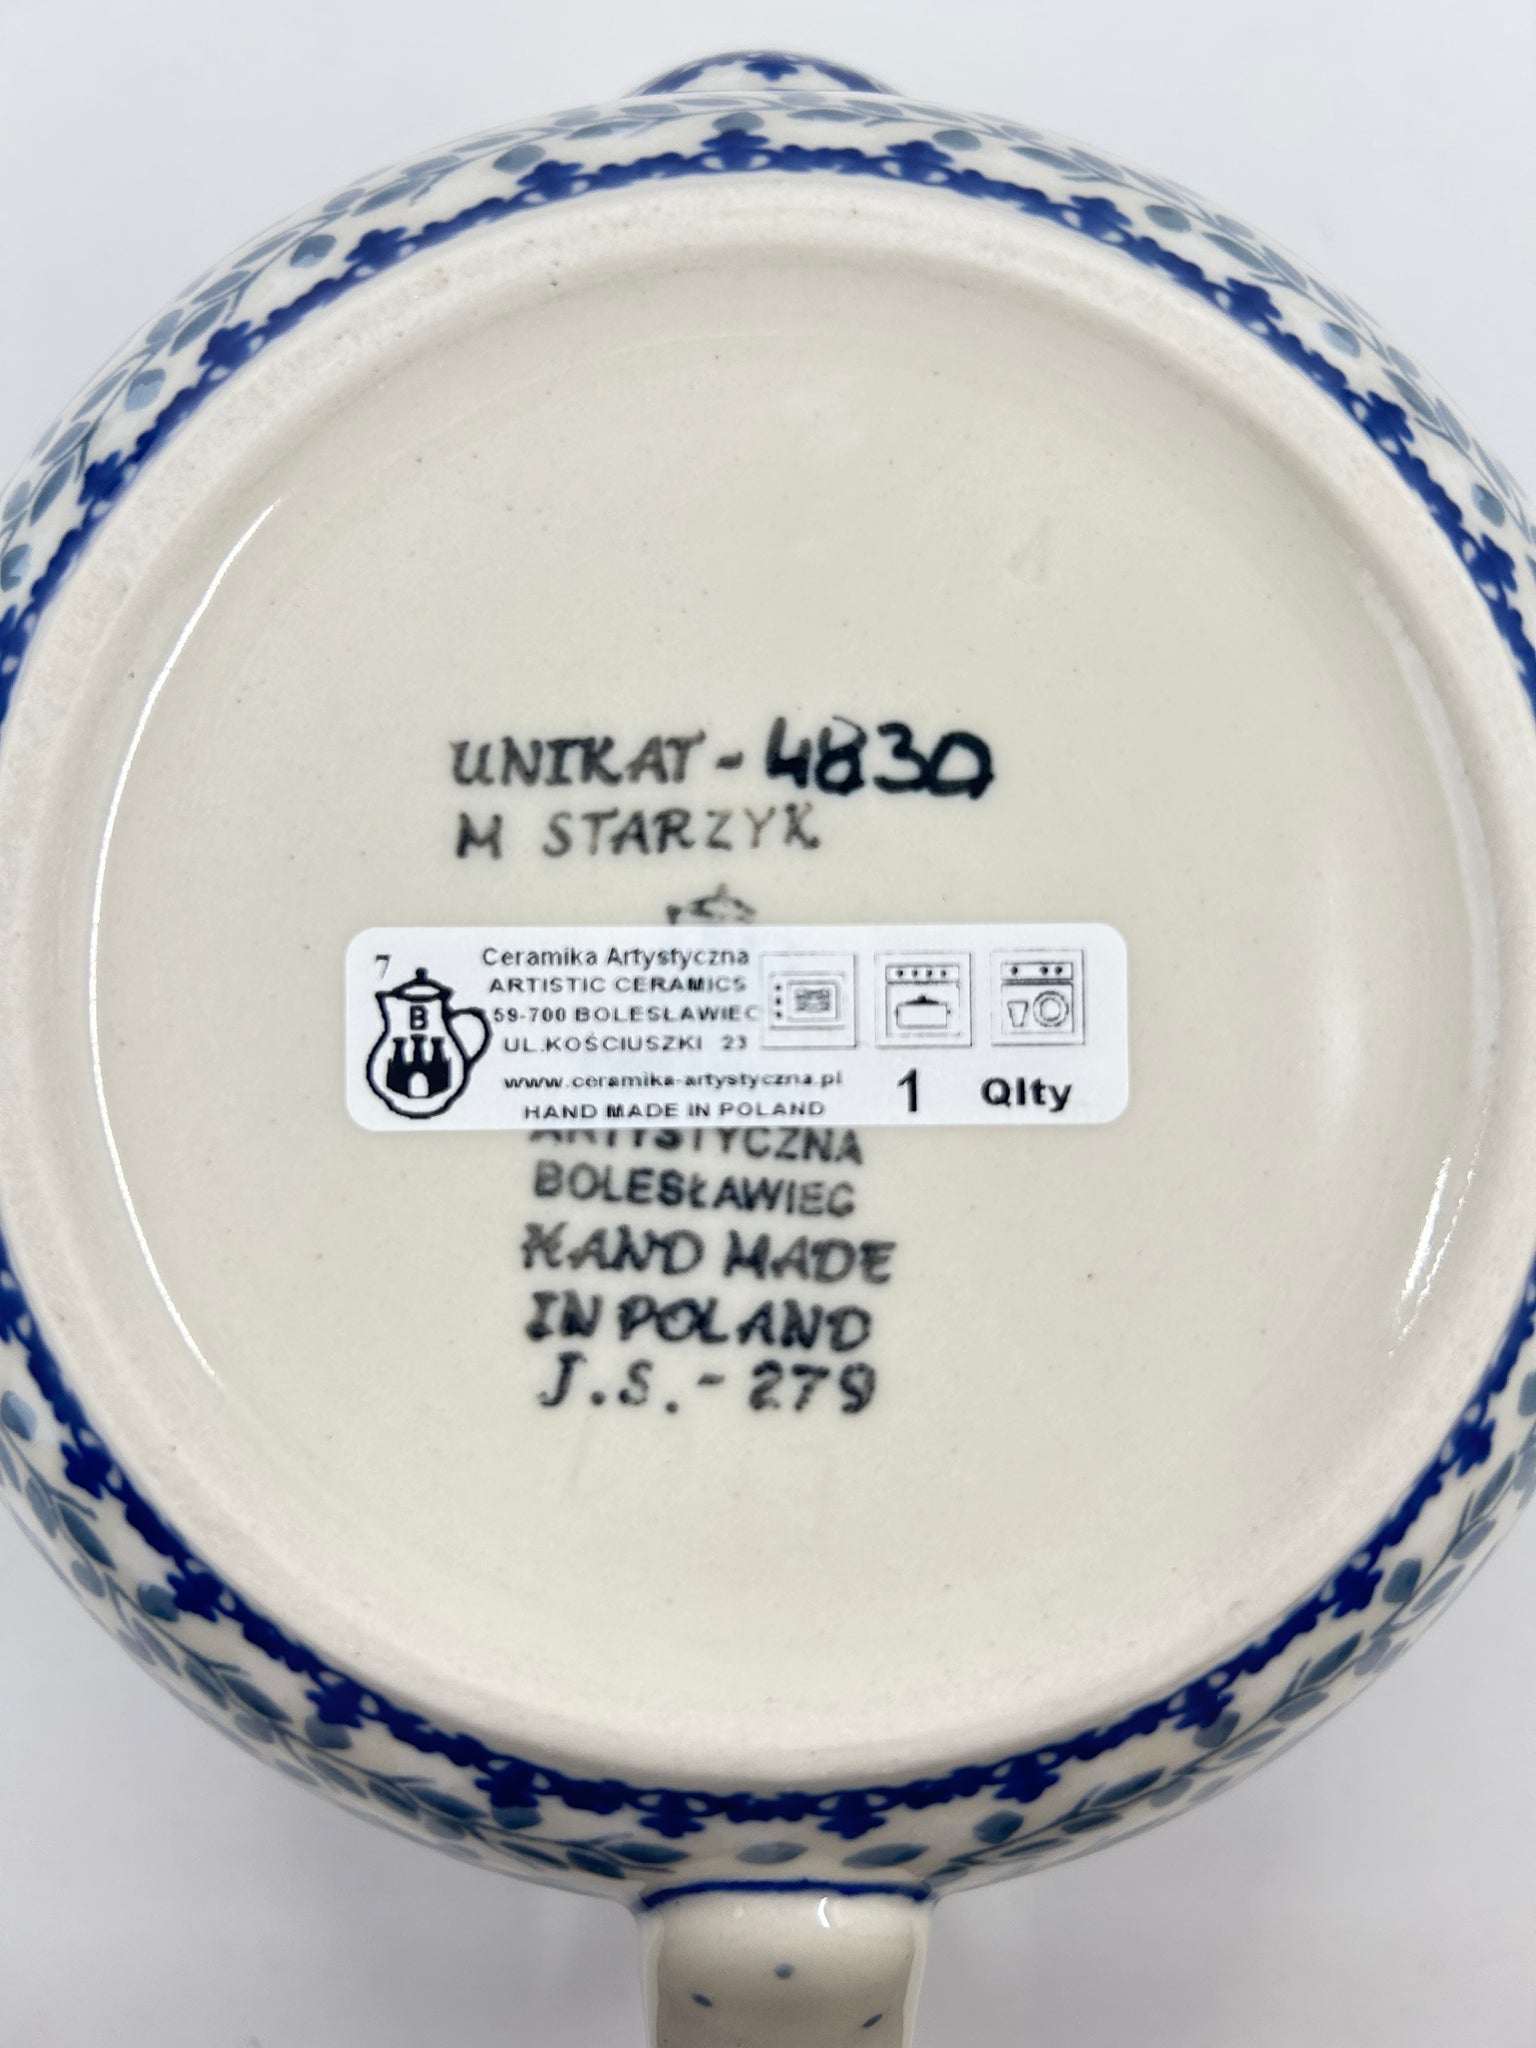 UNIKAT - 4830
M STARZYK
7
Ceramika Artystyczna
ARTISTIC CERAMICS
59-700 BOLESŁAWIEC
UL.KOŚCIUSZKI 23
www.ceramika-artystyczna.pl
HAND MADE IN POLAND
B
1 Qlty
ARTYSTYCZNA
BOLESŁAWIEC
HAND MADE
IN POLAND
J.S. - 279